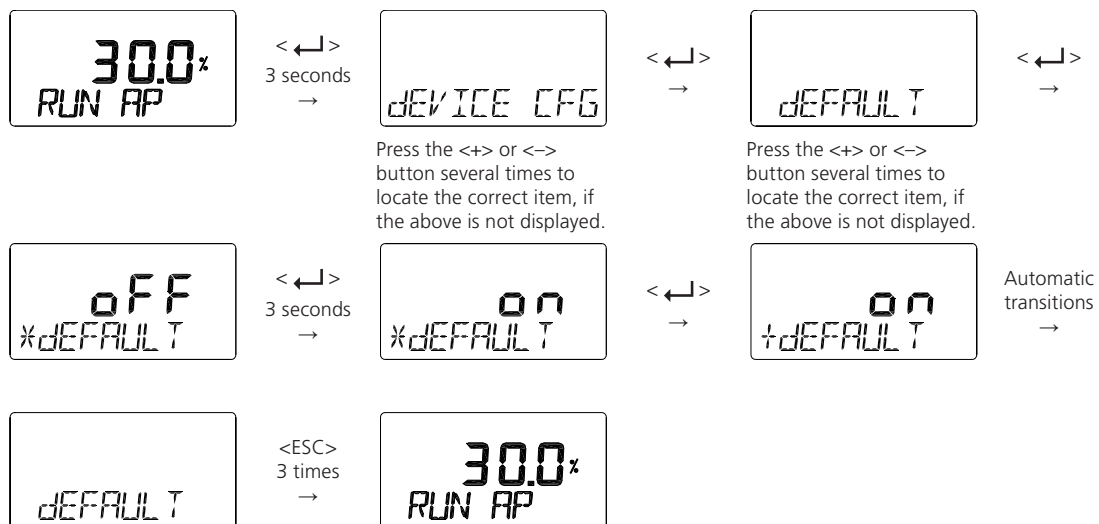 30.0%
RUN AP
<↵>
3 seconds
→
dEVICE CFG
Press the <+> or <–>
button several times to
locate the correct item, if
the above is not displayed.
<↵>
→
dEFAULT
Press the <+> or <–>
button several times to
locate the correct item, if
the above is not displayed.
<↵>
→
oFF
*dEFAULT
<↵>
3 seconds
→
on
*dEFAULT
<↵>
→
on
+dEFAULT
Automatic
transitions
→
dEFAULT
<ESC>
3 times
→
30.0%
RUN AP